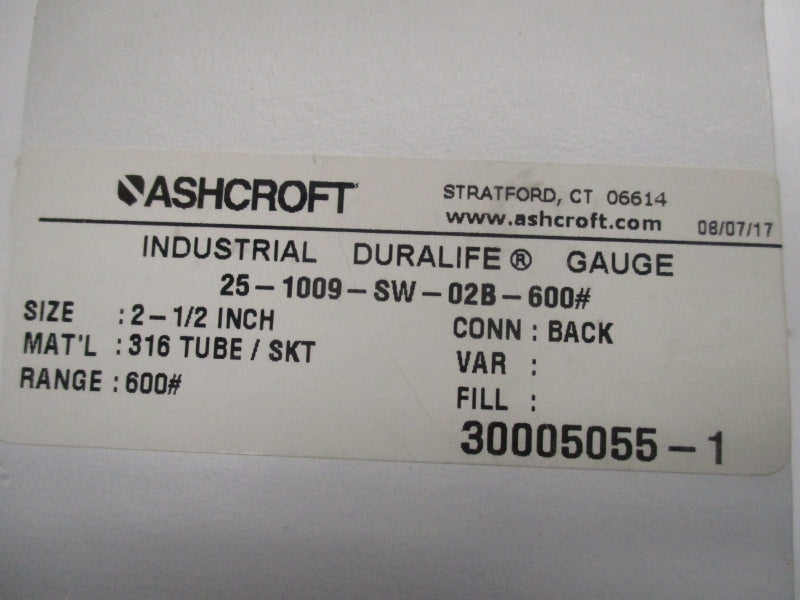 ASHCROFT
STRATFORD, CT 06614
www.ashcroft.com 08/07/17
INDUSTRIAL DURALIFE® GAUGE
25-1009-SW-02B-600#
SIZE :2-1/2 INCH
MAT'L :316 TUBE / SKT
RANGE :600#
CONN : BACK
VAR :
FILL :
30005055-1